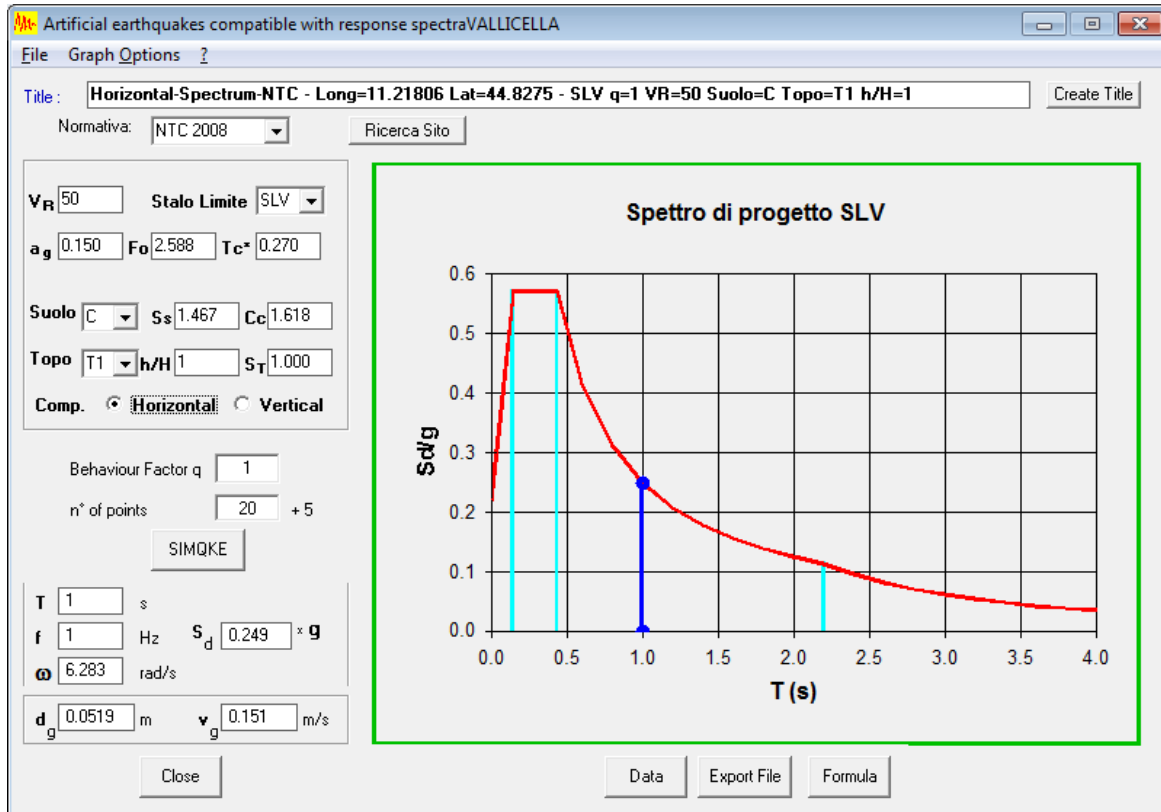 Artificial earthquakes compatible with response spectraVALLICELLA
File Graph Options ?
Title : Horizontal-Spectrum-NTC - Long=11.21806 Lat=44.8275 - SLV q=1 VR=50 Suolo=C Topo=T1 h/H=1 Create Title
Normativa: NTC 2008 Ricerca Sito
VR 50 Stalo Limite SLV
ag 0.150 Fo 2.588 Tc* 0.270
Suolo C Ss 1.467 Cc 1.618
Topo T1 h/H 1 ST 1.000
Comp. Horizontal Vertical
Behaviour Factor q 1
n° of points 20 + 5
SIMQKE
T 1 s
f 1 Hz Sd 0.249 x g
ω 6.283 rad/s
dg 0.0519 m vg 0.151 m/s
Close
Spettro di progetto SLV
Sd/g
0.6
0.5
0.4
0.3
0.2
0.1
0.0
0.0 0.5 1.0 1.5 2.0 2.5 3.0 3.5 4.0
T (s)
Data Export File Formula